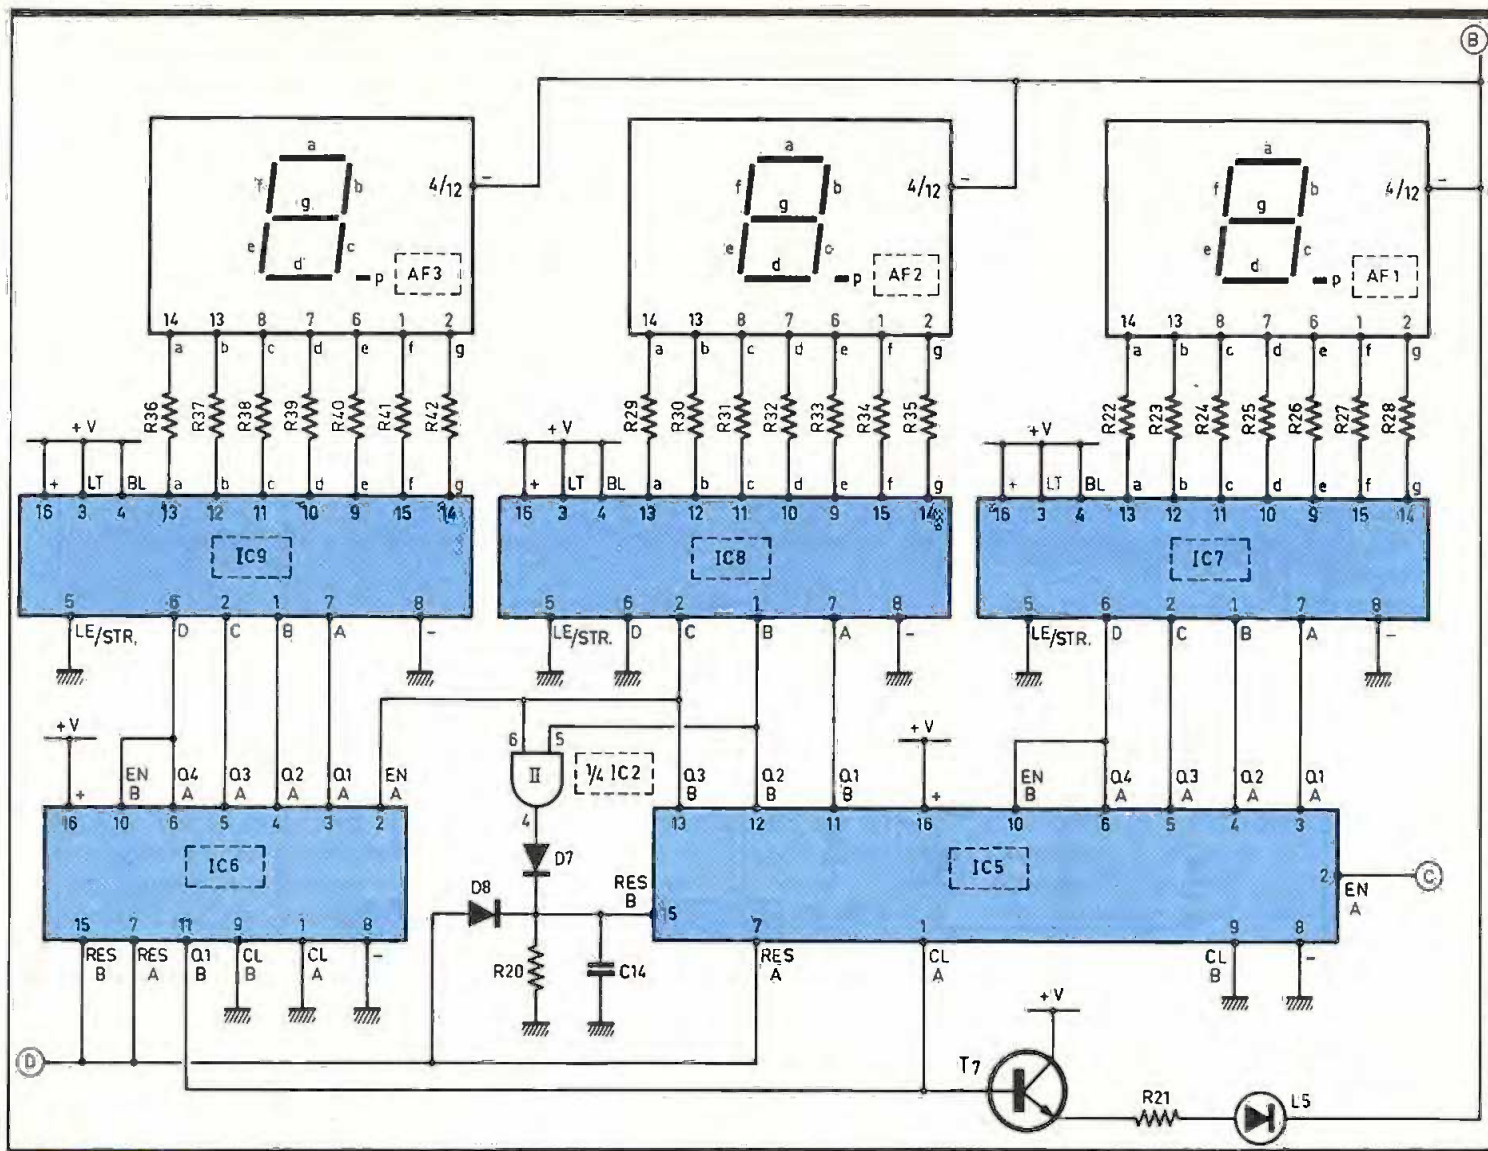 B
a a a
f b f b
g g g
4/12 - 4/12 - 4/12 -
e c e c e c
d d d
p AF3 p AF2 p AF1
14 13 8 7 6 1 2 14 13 8 7 6 1 2 14 13 8 7 6 1 2
a b c d e f g a b c d e f g a b c d e f g
R36 R37 R38 R39 R40 R41 R42 R29 R30 R31 R32 R33 R34 R35 R22 R23 R24 R25 R26 R27 R28
+V +V +V
+ LT BL a b c d e f g + LT BL a b c d e f g + LT BL a b c d e f g
16 3 4 13 12 11 10 9 15 14 16 3 4 13 12 11 10 9 15 14 16 3 4 13 12 11 10 9 15 14
IC9 IC8 IC7
5 6 2 1 7 8 5 6 2 1 7 8 5 6 2 1 7 8
LE/STR. D C B A - LE/STR. D C B A - LE/STR. D C B A -
+V 6 5 +V
II 1/4 IC2
EN Q4 Q3 Q2 Q1 EN Q3 Q2 Q1 EN Q4 Q3 Q2 Q1
+ B A A A A A B B B + B A A A A
16 10 6 5 4 3 2 4 13 12 11 16 10 6 5 4 3
IC6 D7 IC5
D8 RES B 2 EN A C
15 7 11 9 1 8 15 7 1 9 8
RES B RES A Q1 B CL B CL A - R20 C14 RES A CL A CL B -
+V
D T7
R21 L5